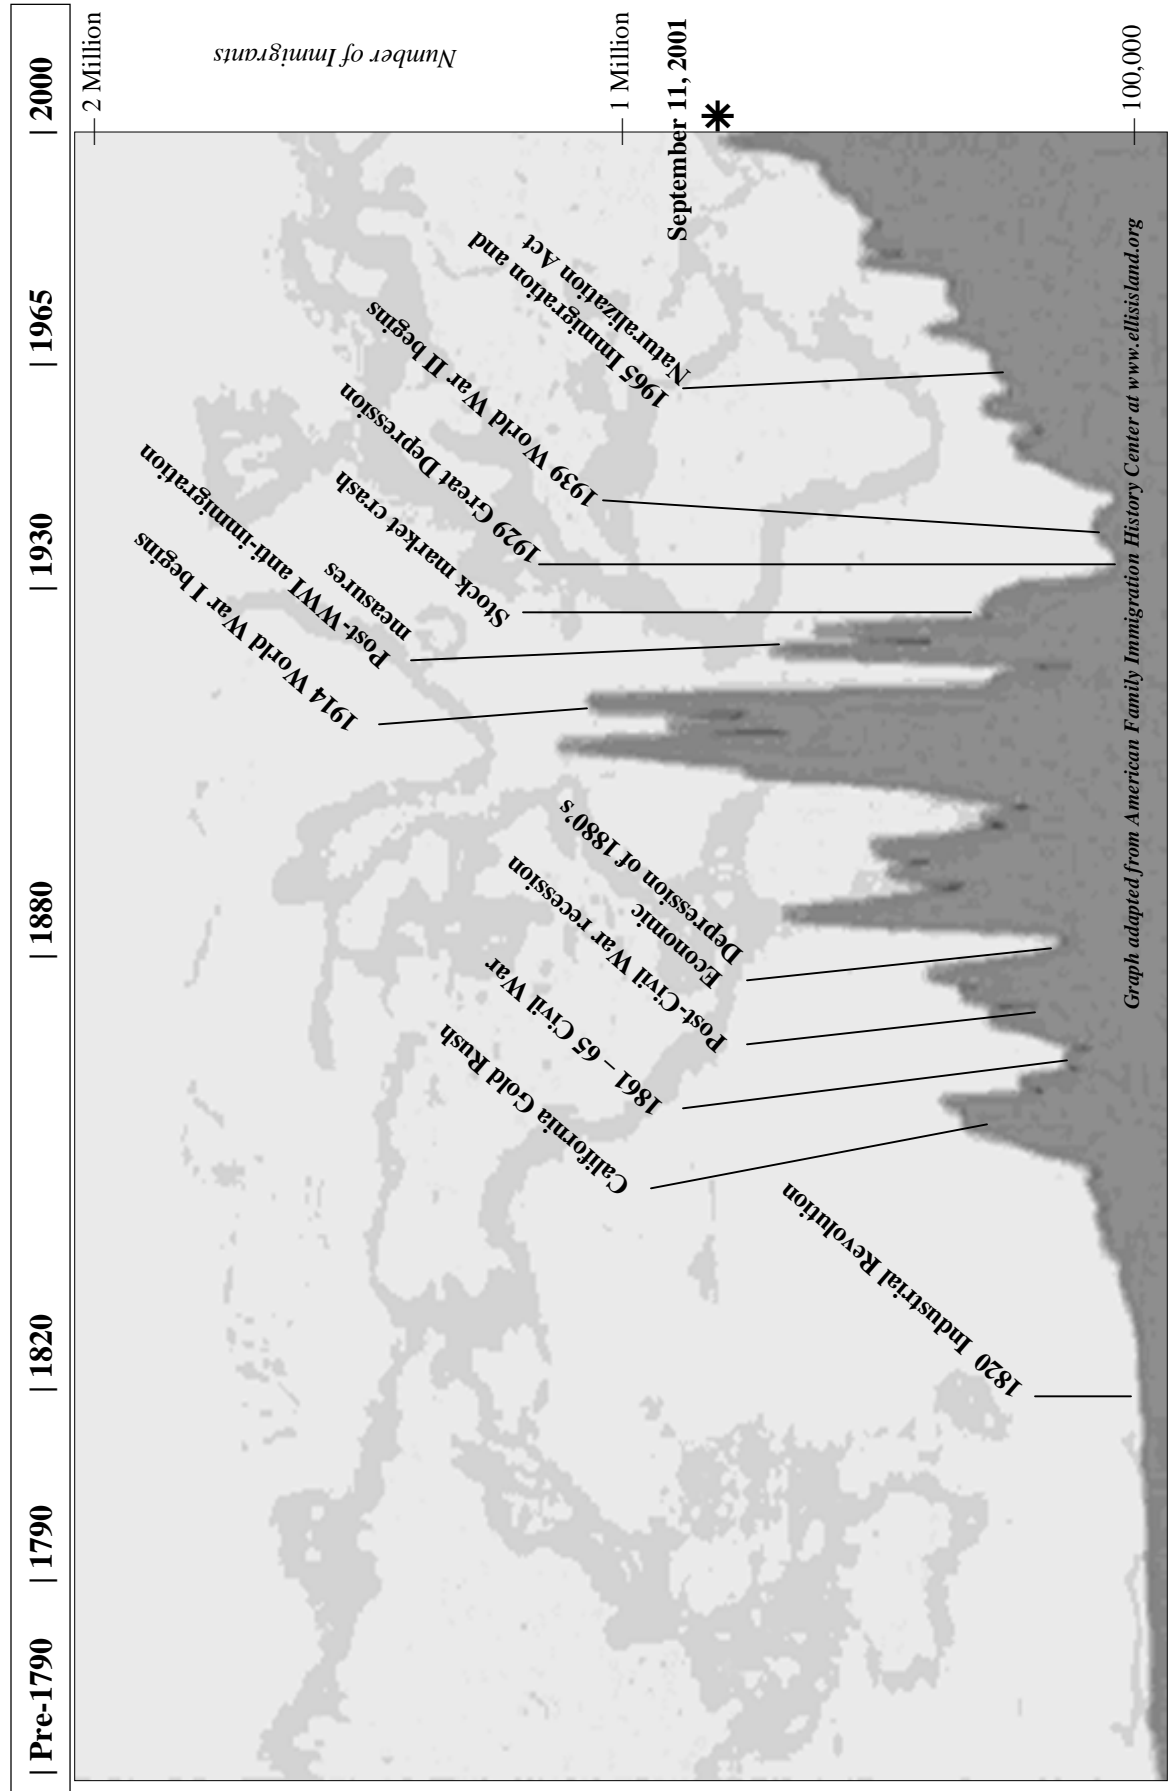 | Pre-1790
| 1790
| 1820
| 1880
| 1930
| 1965
| 2000
2 Million
Number of Immigrants
1 Million
100,000
1820 Industrial Revolution
California Gold Rush
1861 – 65 Civil War
Post-Civil War recession
Economic
Depression of 1880's
1914 World War I begins
Post-WWI anti-immigration
measures
Stock market crash
1929 Great Depression
1939 World War II begins
1965 Immigration and
Naturalization Act
September 11, 2001
*
Graph adapted from American Family Immigration History Center at www.ellisisland.org